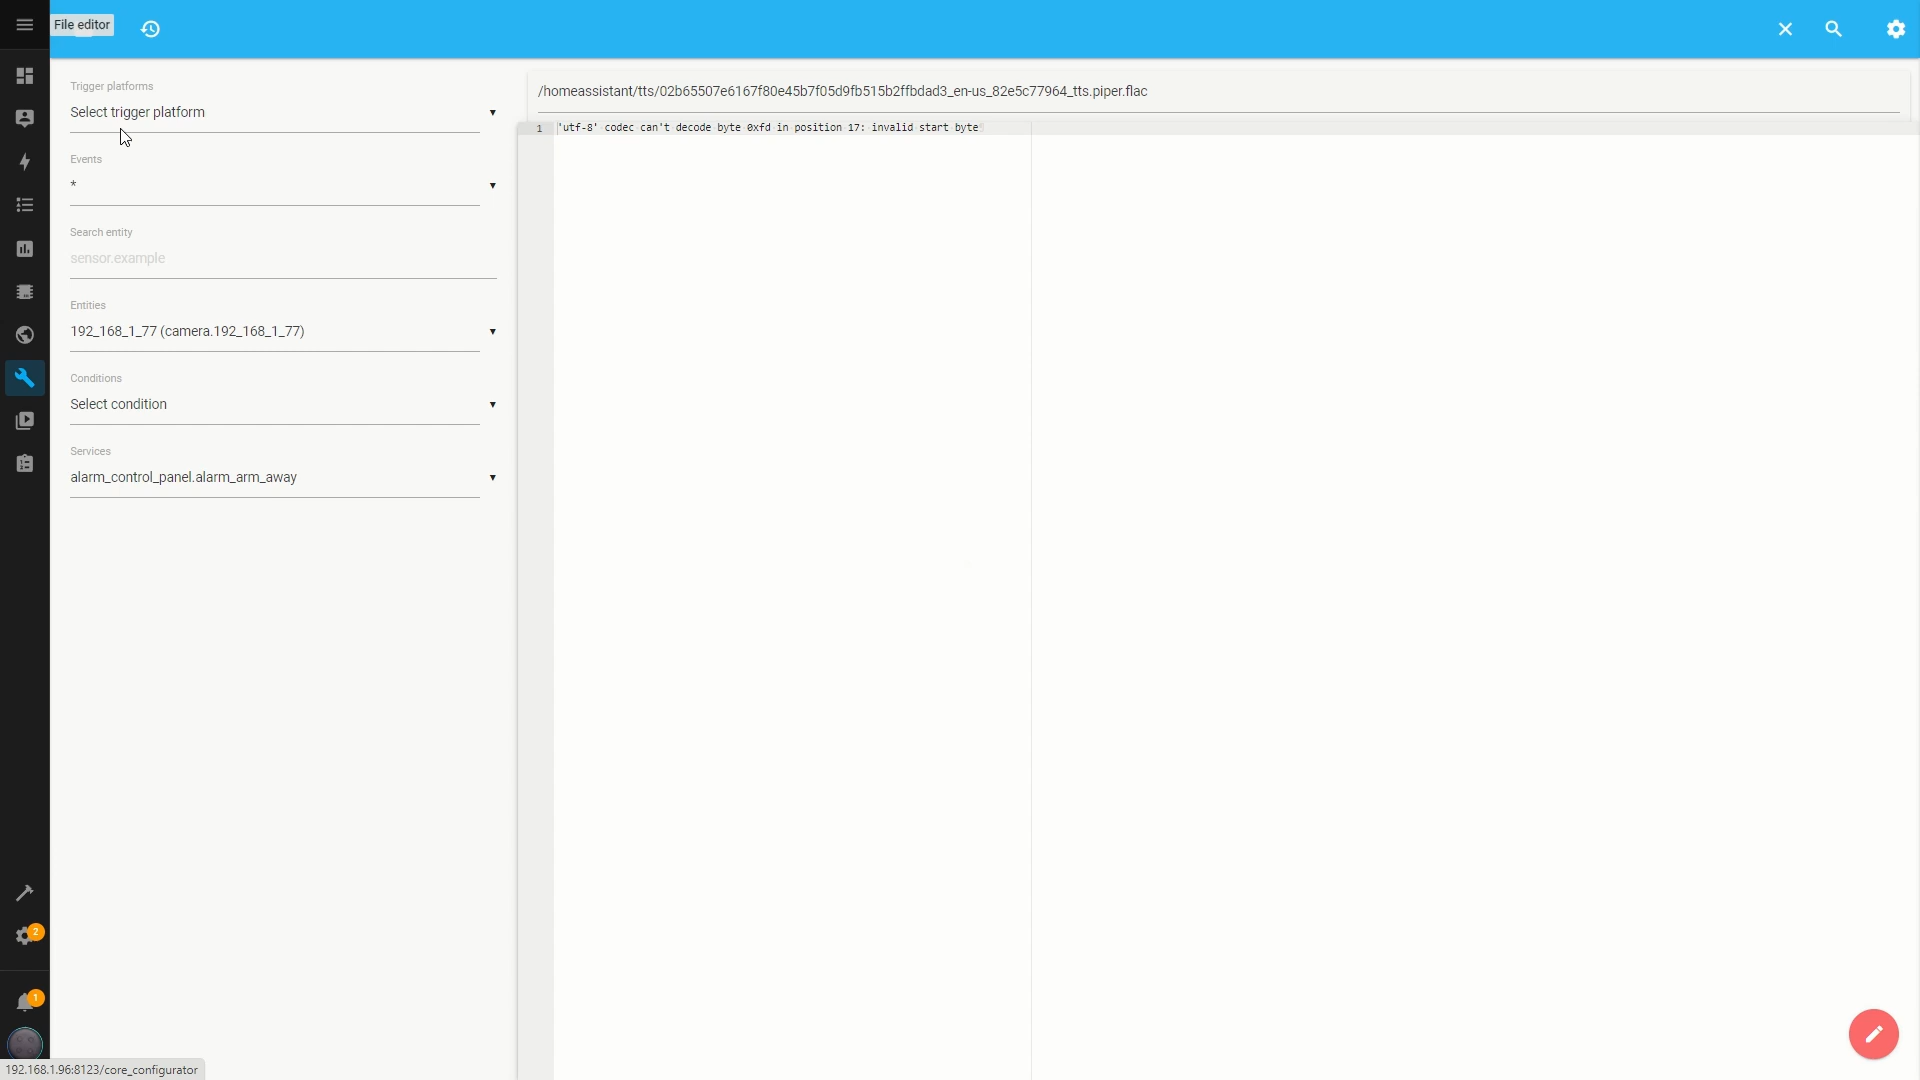 File editor
Trigger platforms
Select trigger platform
Events
*
Search entity
sensor.example
Entities
192_168_1_77 (camera.192_168_1_77)
Conditions
Select condition
Services
alarm_control_panel.alarm_arm_away
/homeassistant/tts/02b65507e6167f80e45b7f05d9fb515b2ffbdad3_en-us_82e5c77964_tts.piper.flac
1 'utf-8' codec can't decode byte 0xfd in position 17: invalid start byte
2
1
192.168.1.96:8123/core_configurator